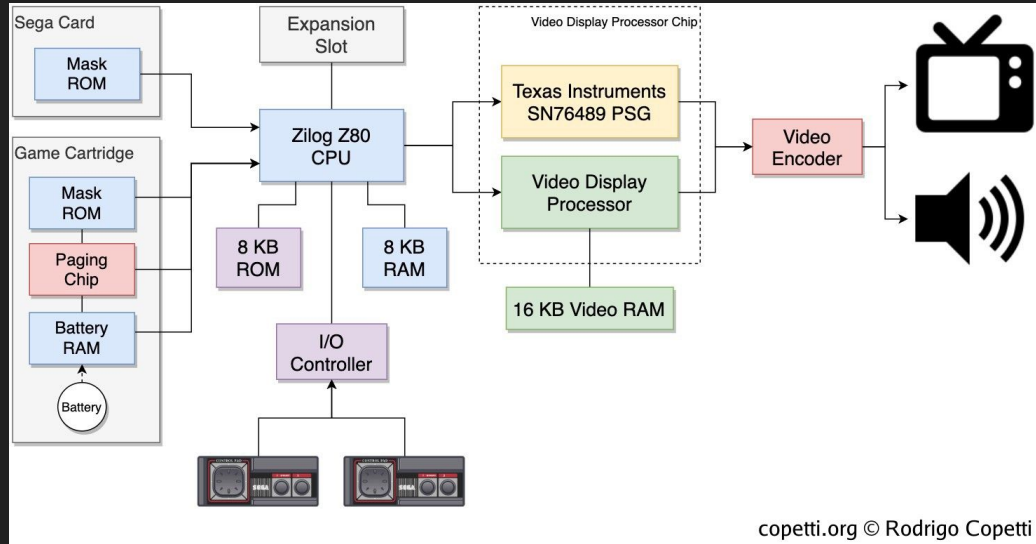 Sega Card
Mask
ROM
Expansion
Slot
Video Display Processor Chip
Texas Instruments
SN76489 PSG
Zilog Z80
CPU
Video
Encoder
Game Cartridge
Mask
ROM
Paging
Chip
Battery
RAM
Battery
8 KB
ROM
8 KB
RAM
Video Display
Processor
16 KB Video RAM
I/O
Controller
SEGA
SEGA
copetti.org © Rodrigo Copetti